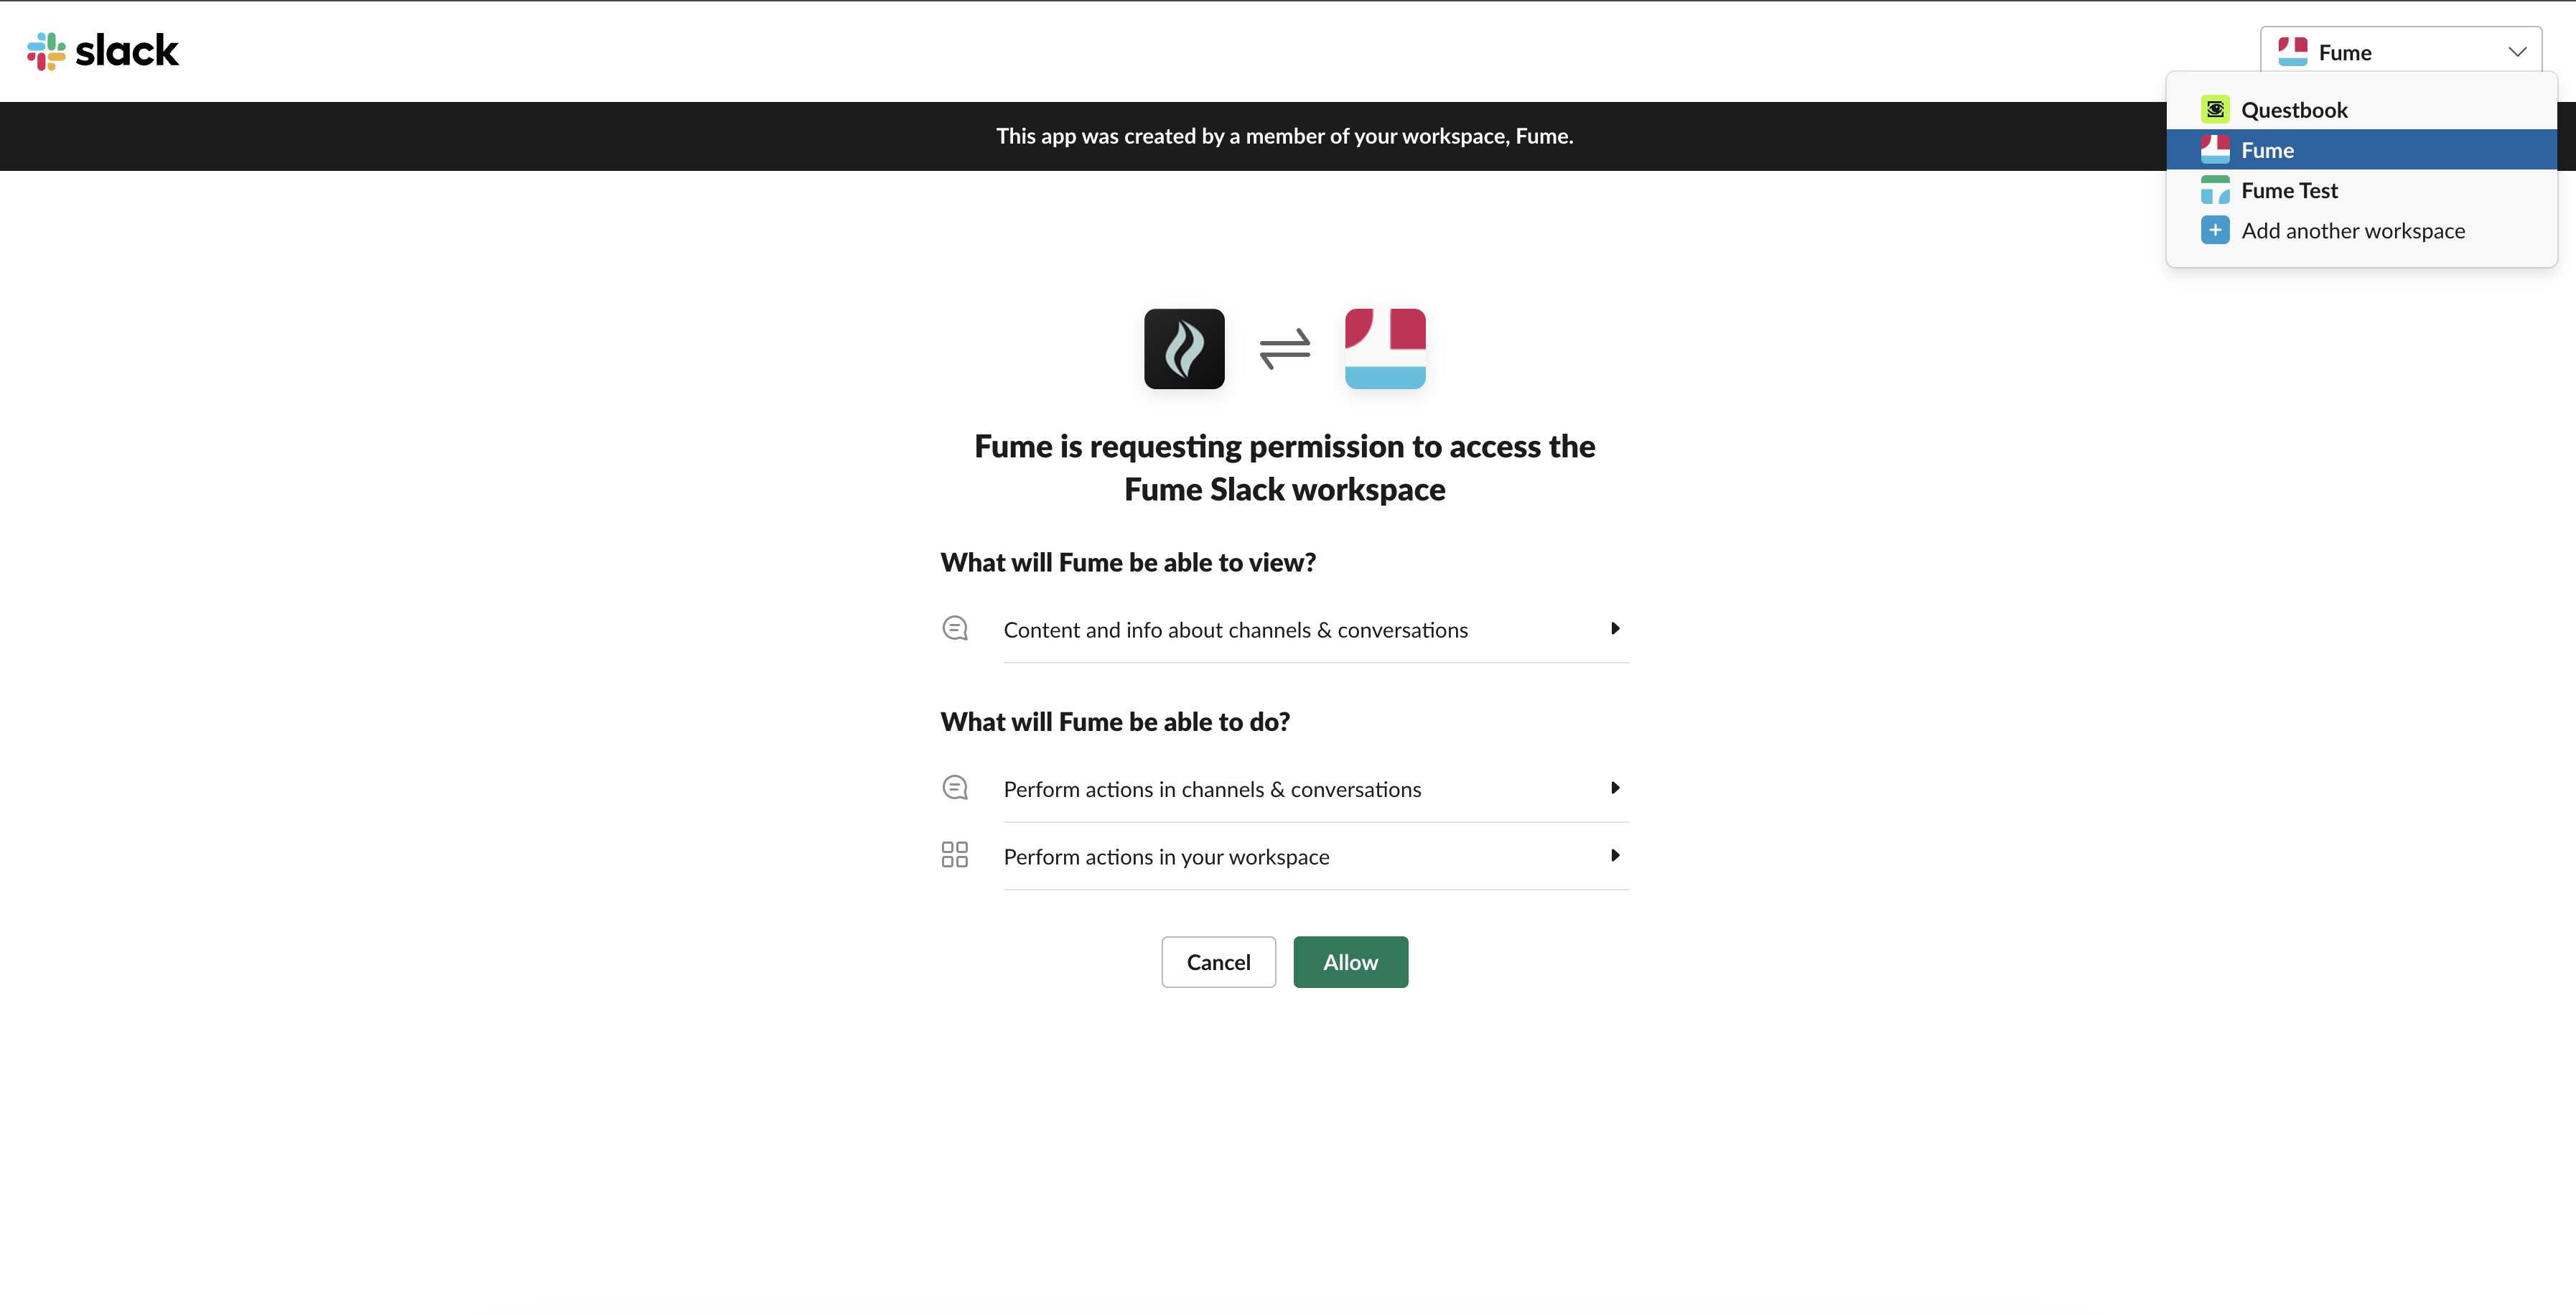 slack
Fume
Questbook
Fume
Fume Test
Add another workspace
This app was created by a member of your workspace, Fume.
Fume is requesting permission to access the
Fume Slack workspace
What will Fume be able to view?
Content and info about channels & conversations
What will Fume be able to do?
Perform actions in channels & conversations
Perform actions in your workspace
Cancel
Allow